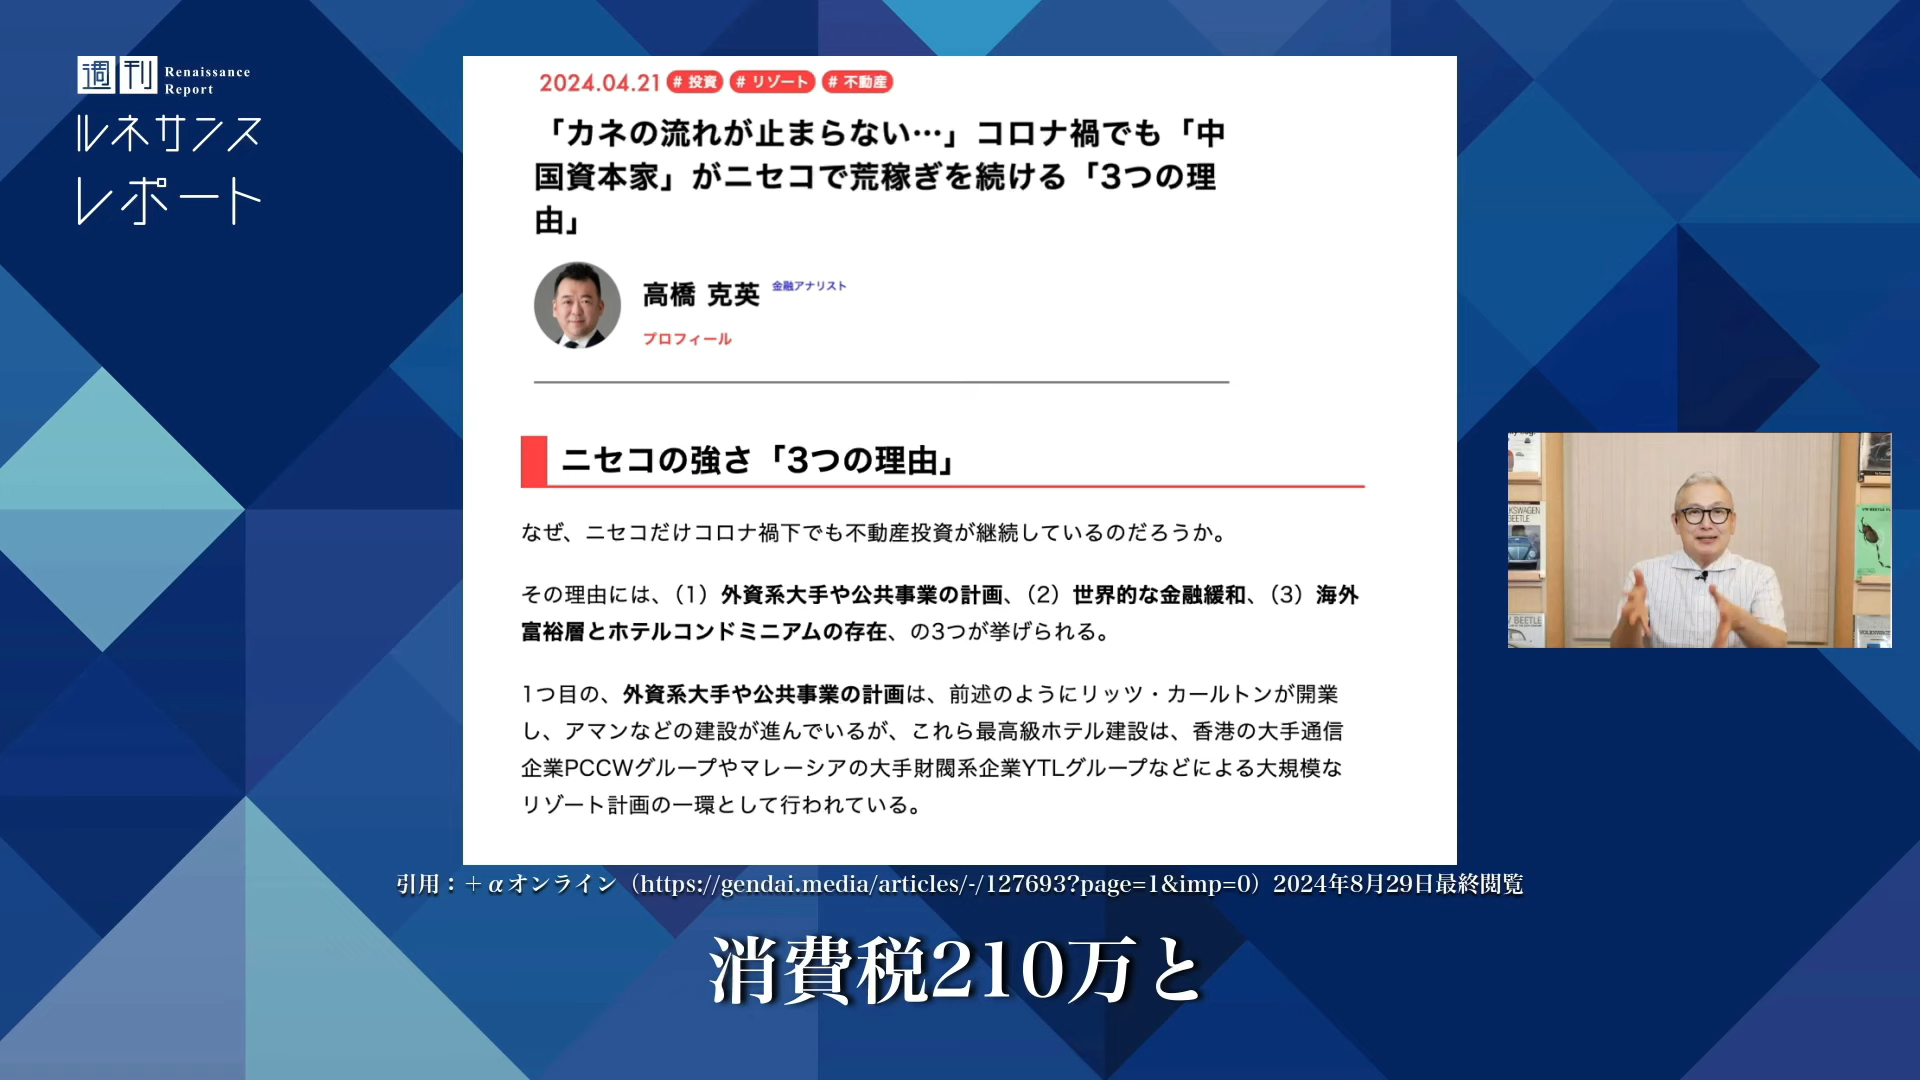 週刊 Renaissance Report
ルネサンス
レポート
2024.04.21 # 投資 # リゾート # 不動産
「カネの流れが止まらない…」コロナ禍でも「中
国資本家」がニセコで荒稼ぎを続ける「3つの理
由」
高橋 克英 金融アナリスト
プロフィール
ニセコの強さ「3つの理由」
なぜ、ニセコだけコロナ禍下でも不動産投資が継続しているのだろうか。
その理由には、（1）外資系大手や公共事業の計画、（2）世界的な金融緩和、（3）海外
富裕層とホテルコンドミニアムの存在、の3つが挙げられる。
1つ目の、外資系大手や公共事業の計画は、前述のようにリッツ・カールトンが開業
し、アマンなどの建設が進んでいるが、これら最高級ホテル建設は、香港の大手通信
企業PCCWグループやマレーシアの大手財閥系企業YTLグループなどによる大規模な
リゾート計画の一環として行われている。
KSWAGEN
BEETLE
BEETLE
引用：＋αオンライン（https://gendai.media/articles/-/127693?page=1&imp=0）2024年8月29日最終閲覧
消費税210万と